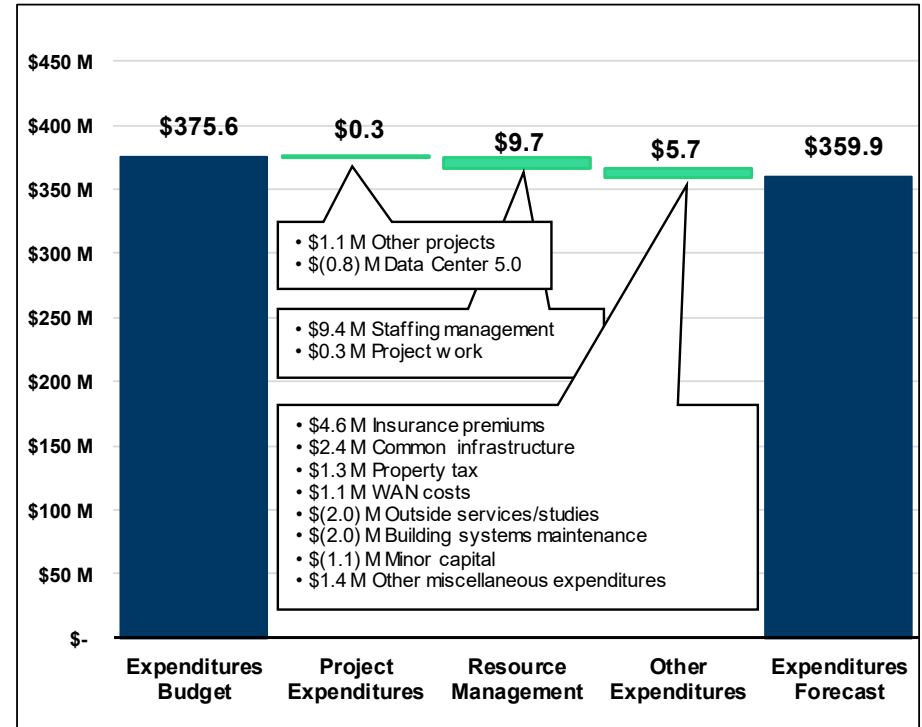 $450 M
$400 M
$350 M
$300 M
$250 M
$200 M
$150 M
$100 M
$50 M
$-
$375.6
$0.3
$9.7
$5.7
$359.9
• $1.1 M Other projects
• $(0.8) M Data Center 5.0
• $9.4 M Staffing management
• $0.3 M Project work
• $4.6 M Insurance premiums
• $2.4 M Common infrastructure
• $1.3 M Property tax
• $1.1 M WAN costs
• $(2.0) M Outside services/studies
• $(2.0) M Building systems maintenance
• $(1.1) M Minor capital
• $1.4 M Other miscellaneous expenditures
Expenditures
Budget
Project
Expenditures
Resource
Management
Other
Expenditures
Expenditures
Forecast